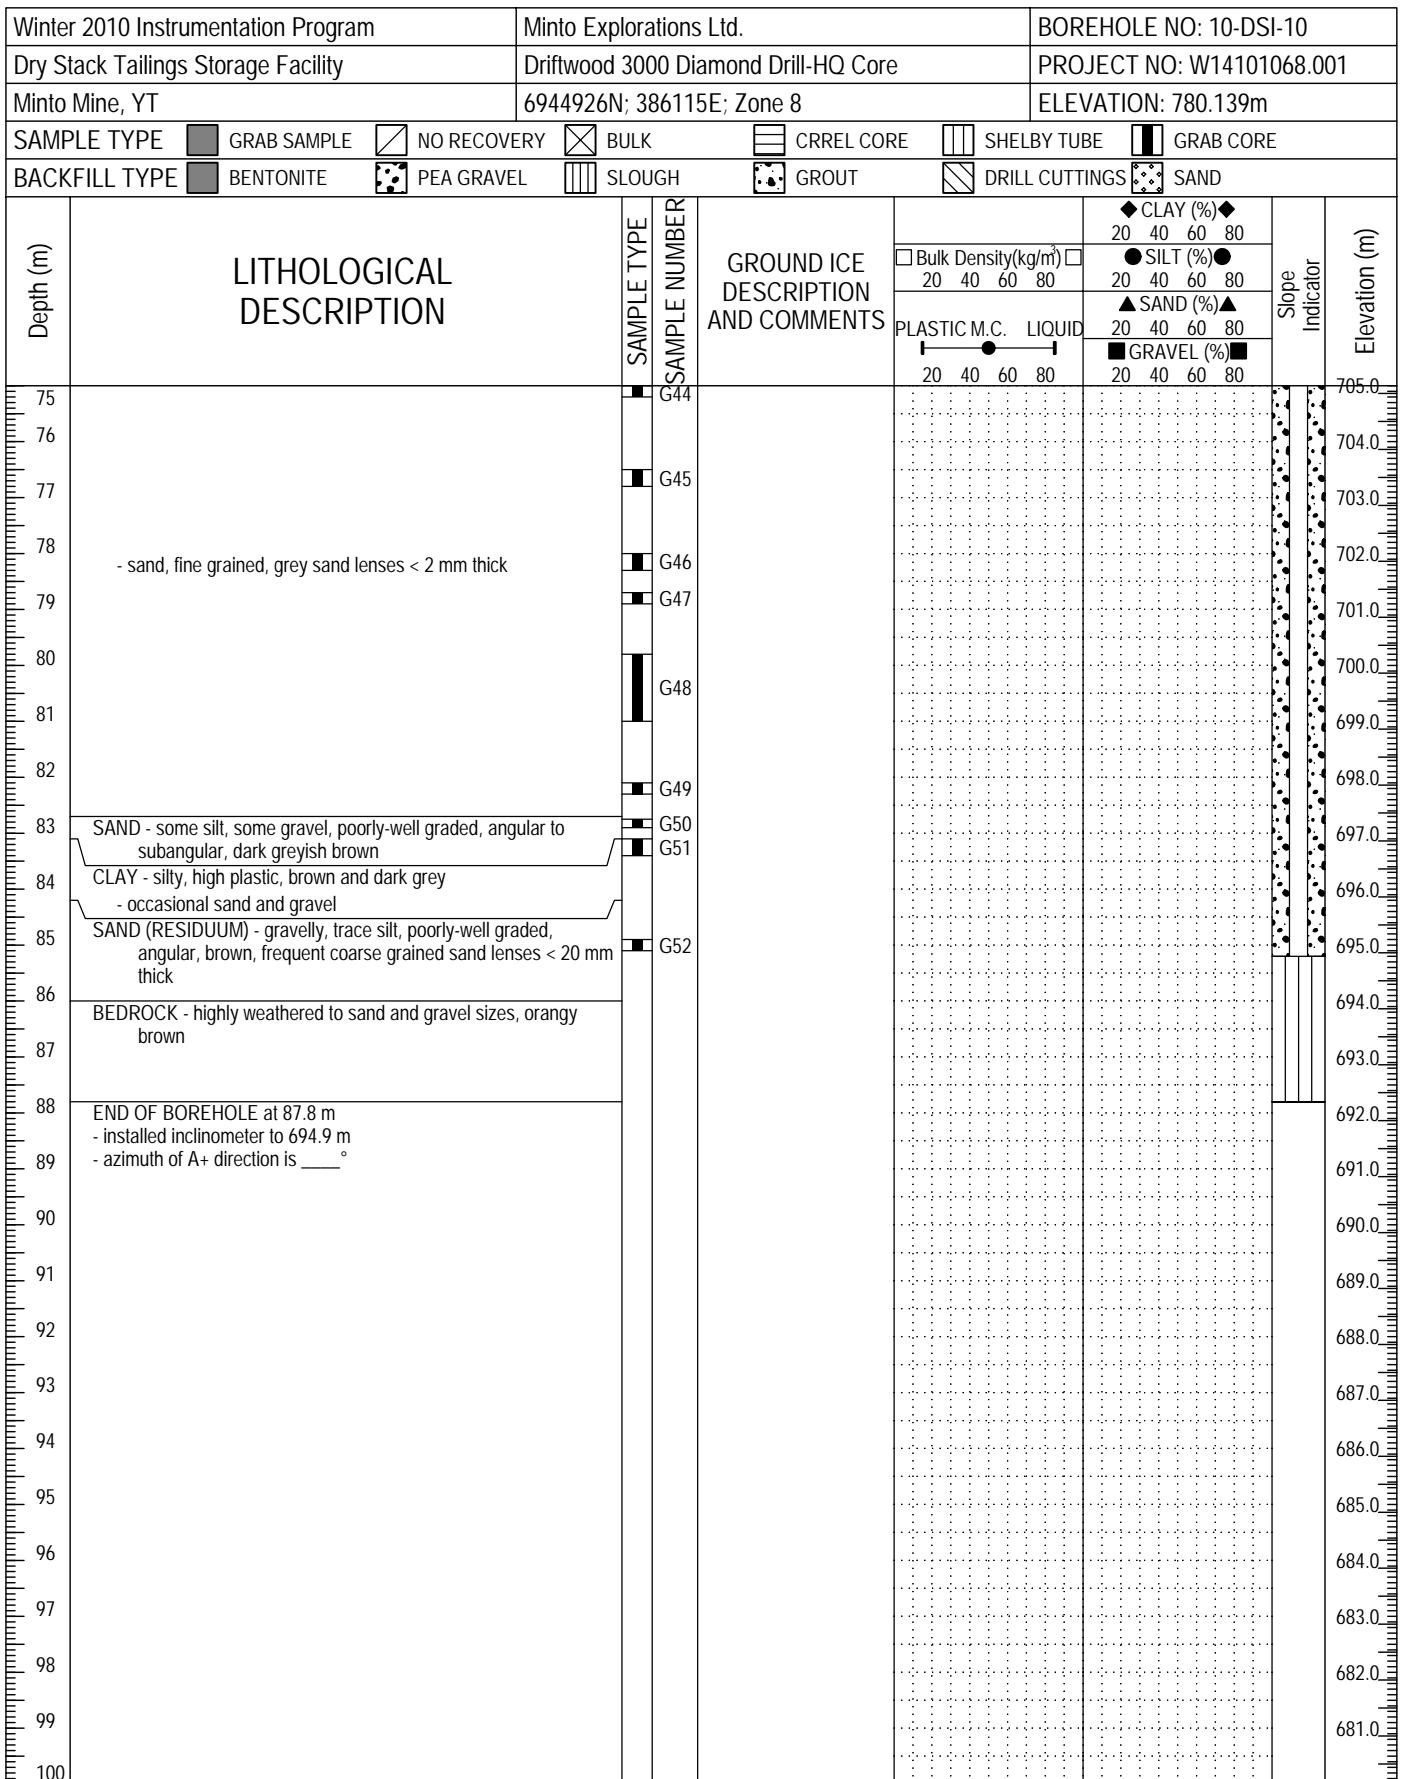 Winter 2010 Instrumentation Program
Minto Explorations Ltd.
BOREHOLE NO: 10-DSI-10
Dry Stack Tailings Storage Facility
Driftwood 3000 Diamond Drill-HQ Core
PROJECT NO: W14101068.001
Minto Mine, YT
6944926N; 386115E; Zone 8
ELEVATION: 780.139m
SAMPLE TYPE GRAB SAMPLE NO RECOVERY BULK CRREL CORE SHELBY TUBE GRAB CORE
BACKFILL TYPE BENTONITE PEA GRAVEL SLOUGH GROUT DRILL CUTTINGS SAND
Depth (m)
LITHOLOGICAL
DESCRIPTION
SAMPLE TYPE
SAMPLE NUMBER
GROUND ICE
DESCRIPTION
AND COMMENTS
Bulk Density(kg/m³)
20 40 60 80
PLASTIC M.C. LIQUID
20 40 60 80
CLAY (%)
20 40 60 80
SILT (%)
20 40 60 80
SAND (%)
20 40 60 80
GRAVEL (%)
20 40 60 80
Slope
Indicator
Elevation (m)
75
G44
705.0
76
704.0
G45
77
703.0
78
702.0
- sand, fine grained, grey sand lenses < 2 mm thick
G46
79
G47
701.0
80
700.0
G48
81
699.0
82
698.0
G49
83
SAND - some silt, some gravel, poorly-well graded, angular to
G50
697.0
subangular, dark greyish brown
G51
84
CLAY - silty, high plastic, brown and dark grey
696.0
- occasional sand and gravel
SAND (RESIDUUM) - gravelly, trace silt, poorly-well graded,
85
angular, brown, frequent coarse grained sand lenses < 20 mm
G52
695.0
thick
86
694.0
BEDROCK - highly weathered to sand and gravel sizes, orangy
brown
87
693.0
88
END OF BOREHOLE at 87.8 m
692.0
- installed inclinometer to 694.9 m
89
- azimuth of A+ direction is ____°
691.0
90
690.0
91
689.0
92
688.0
93
687.0
94
686.0
95
685.0
96
684.0
97
683.0
98
682.0
99
681.0
100